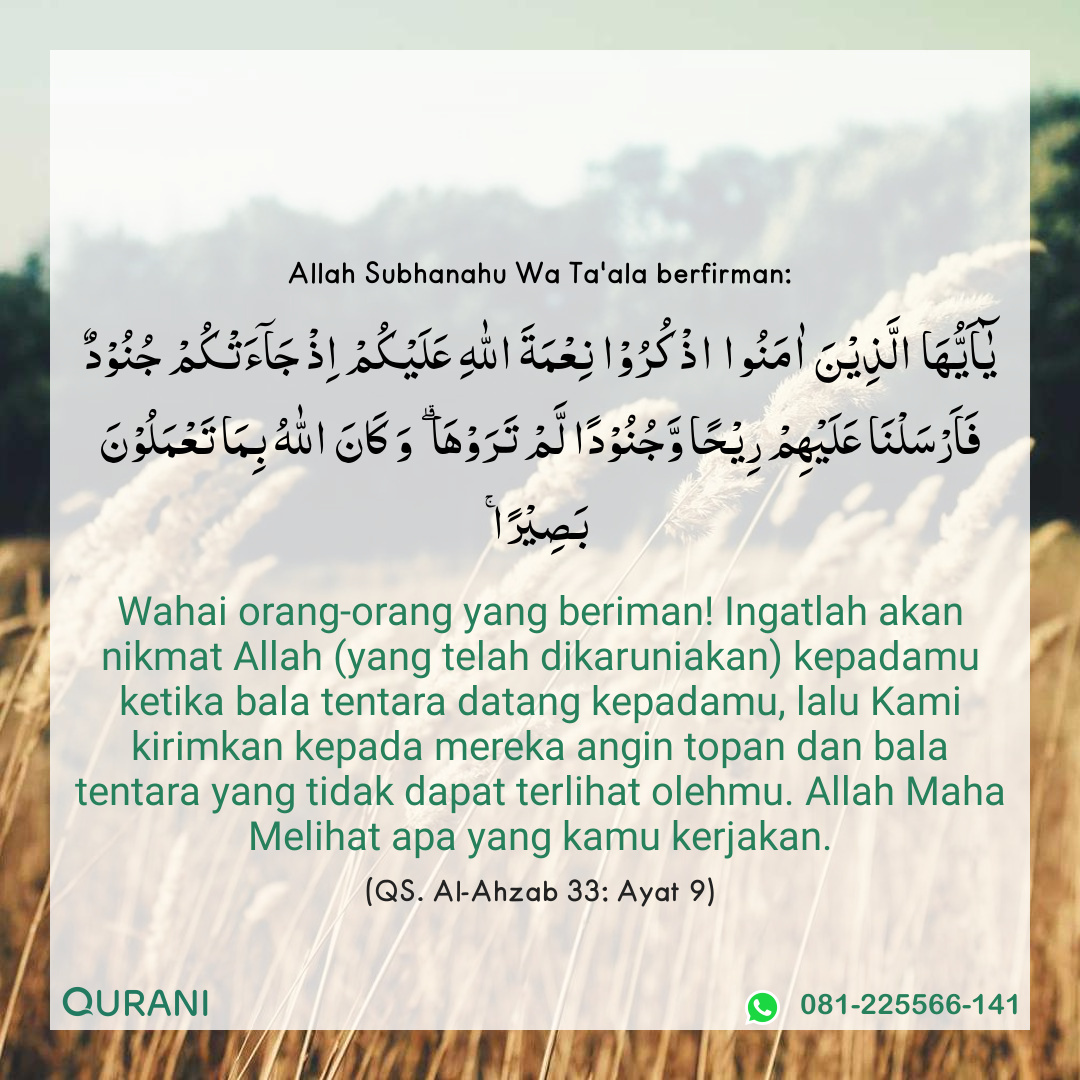 Allah Subhanahu Wa Ta'ala berfirman:
يٰۤاَيُّهَا الَّذِيْنَ اٰمَنُوا اذْكُرُوْا نِعْمَةَ اللّٰهِ عَلَيْكُمْ اِذْ جَآءَتْكُمْ جُنُوْدٌ
فَاَرْسَلْنَا عَلَيْهِمْ رِيْحًا وَّجُنُوْدًا لَّمْ تَرَوْهَا ۗ وَكَانَ اللّٰهُ بِمَا تَعْمَلُوْنَ
بَصِيْرًا ۚ
Wahai orang-orang yang beriman! Ingatlah akan
nikmat Allah (yang telah dikaruniakan) kepadamu
ketika bala tentara datang kepadamu, lalu Kami
kirimkan kepada mereka angin topan dan bala
tentara yang tidak dapat terlihat olehmu. Allah Maha
Melihat apa yang kamu kerjakan.
(QS. Al-Ahzab 33: Ayat 9)
QURANI
081-225566-141